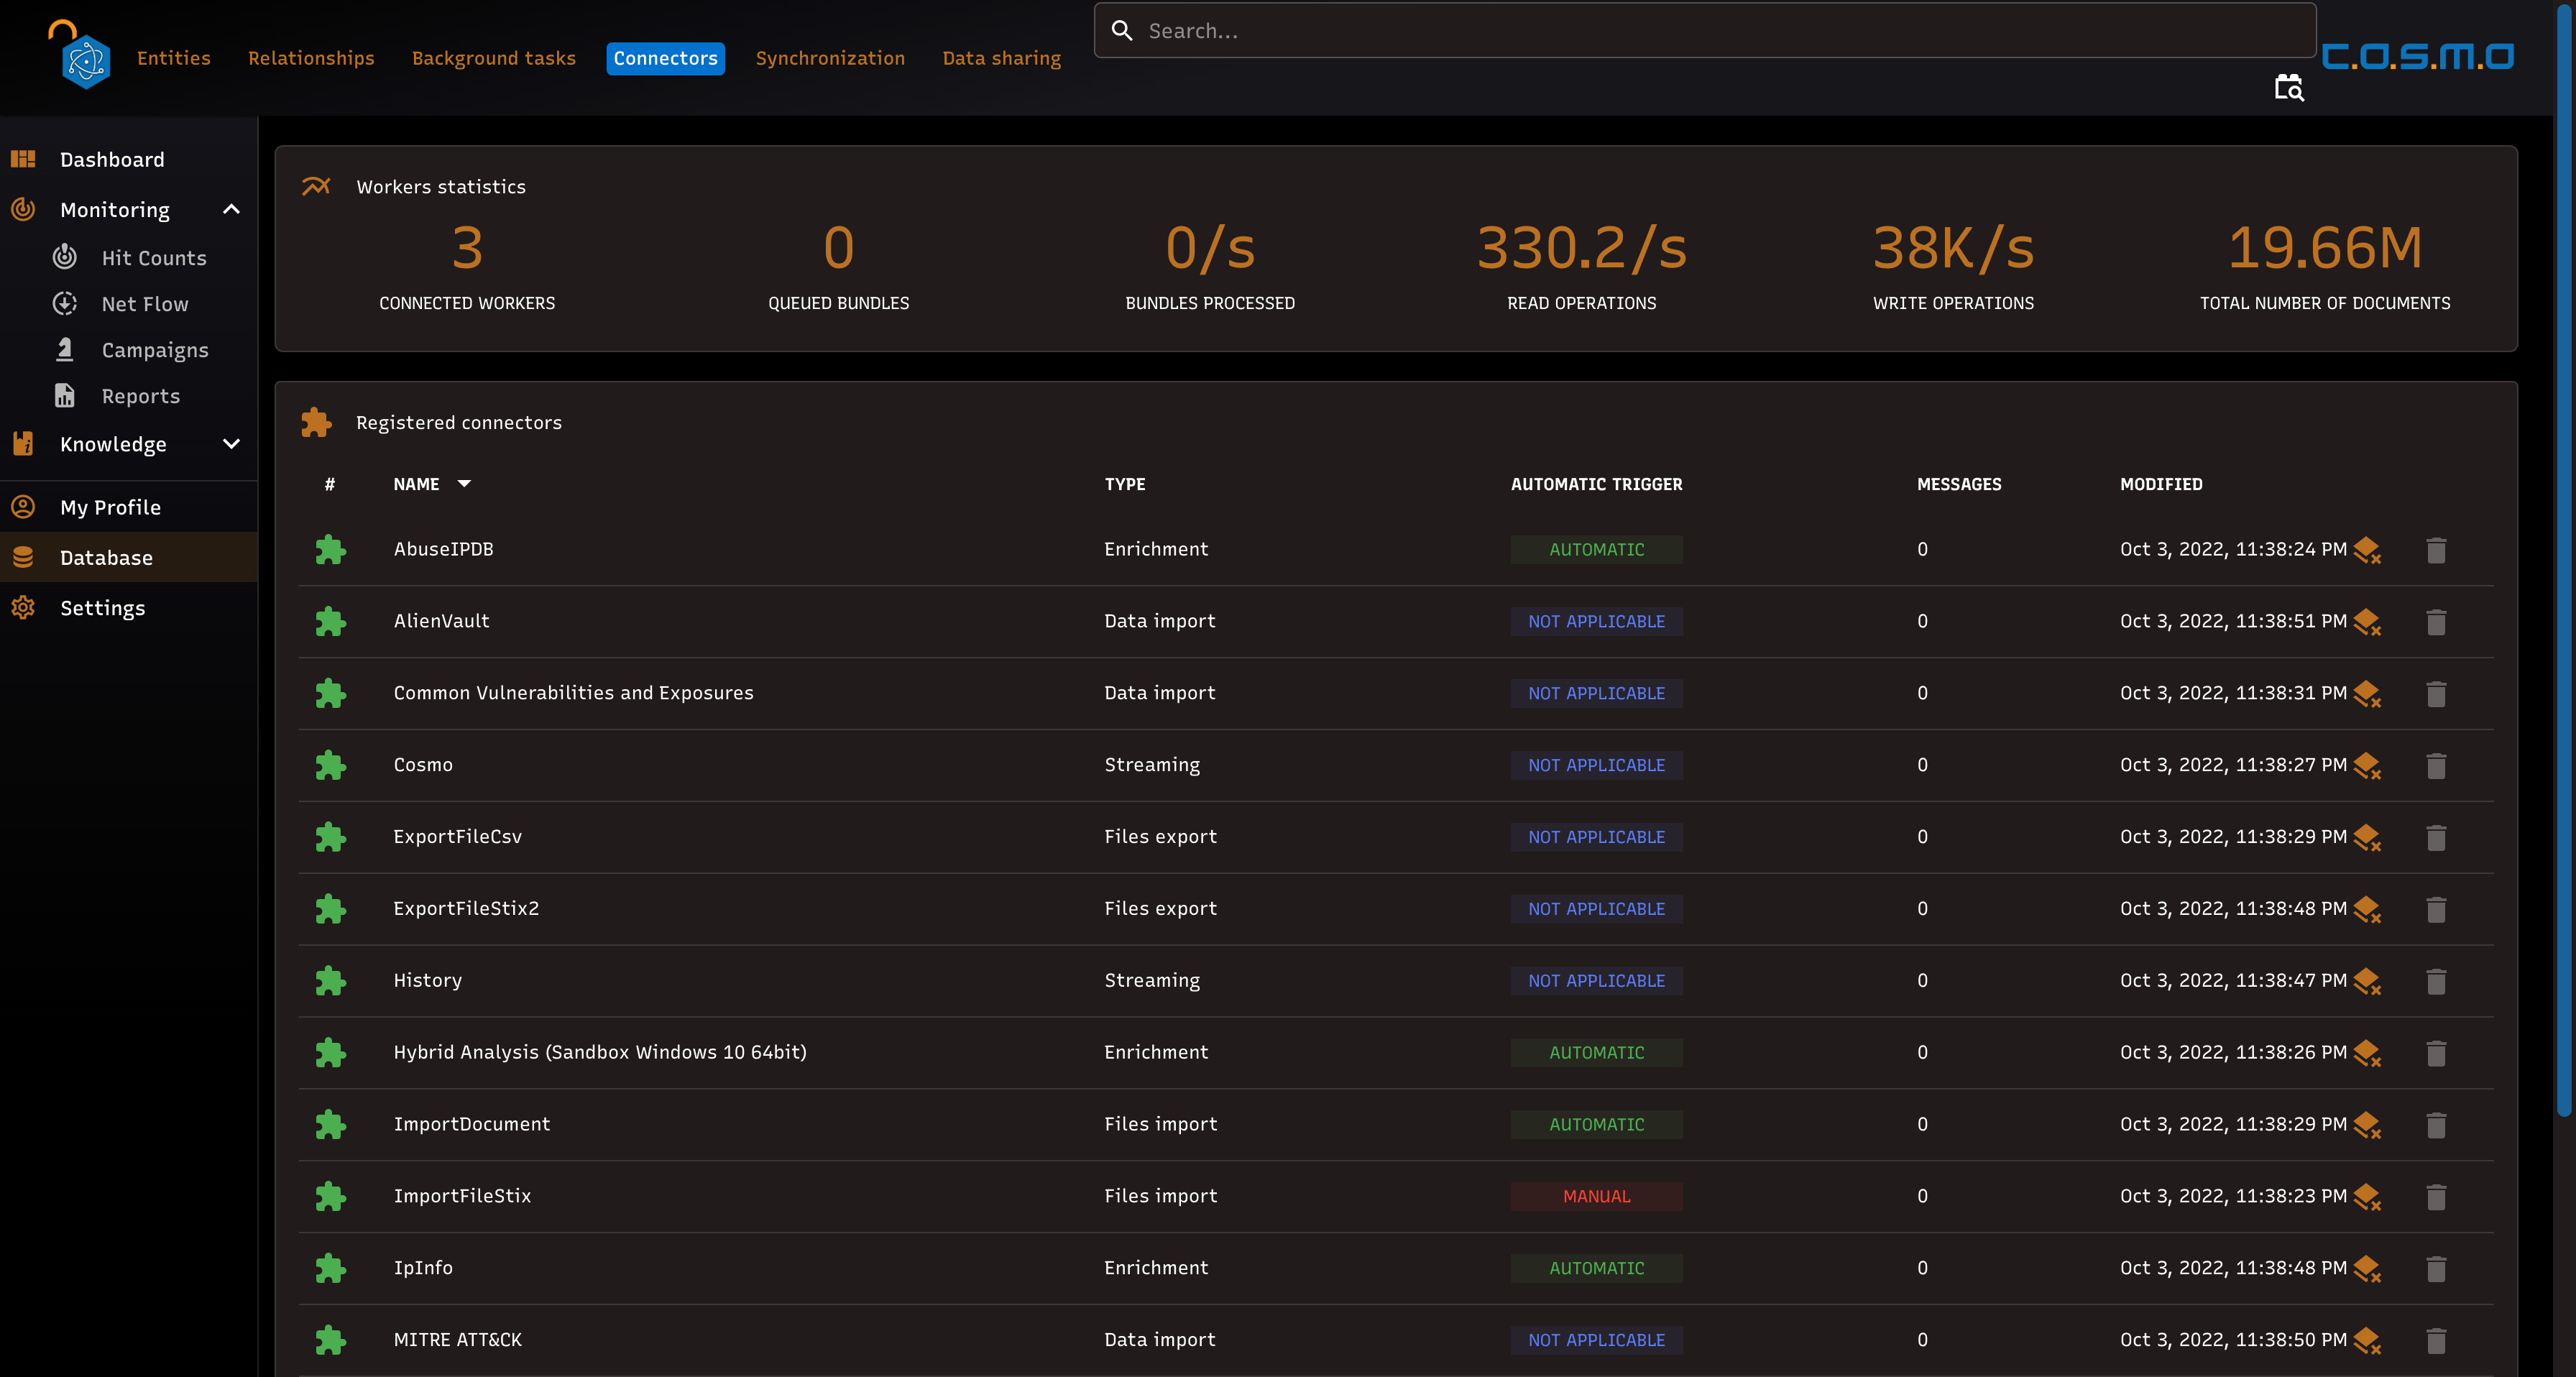 Entities Relationships Background tasks Connectors Synchronization Data sharing Search... c.o.s.m.o
Dashboard
Monitoring
Hit Counts
Net Flow
Campaigns
Reports
Knowledge
My Profile
Database
Settings
Workers statistics
3 0 0/s 330.2/s 38K/s 19.66M
CONNECTED WORKERS QUEUED BUNDLES BUNDLES PROCESSED READ OPERATIONS WRITE OPERATIONS TOTAL NUMBER OF DOCUMENTS
Registered connectors
# NAME TYPE AUTOMATIC TRIGGER MESSAGES MODIFIED
AbuseIPDB Enrichment AUTOMATIC 0 Oct 3, 2022, 11:38:24 PM
AlienVault Data import NOT APPLICABLE 0 Oct 3, 2022, 11:38:51 PM
Common Vulnerabilities and Exposures Data import NOT APPLICABLE 0 Oct 3, 2022, 11:38:31 PM
Cosmo Streaming NOT APPLICABLE 0 Oct 3, 2022, 11:38:27 PM
ExportFileCsv Files export NOT APPLICABLE 0 Oct 3, 2022, 11:38:29 PM
ExportFileStix2 Files export NOT APPLICABLE 0 Oct 3, 2022, 11:38:48 PM
History Streaming NOT APPLICABLE 0 Oct 3, 2022, 11:38:47 PM
Hybrid Analysis (Sandbox Windows 10 64bit) Enrichment AUTOMATIC 0 Oct 3, 2022, 11:38:26 PM
ImportDocument Files import AUTOMATIC 0 Oct 3, 2022, 11:38:29 PM
ImportFileStix Files import MANUAL 0 Oct 3, 2022, 11:38:23 PM
IpInfo Enrichment AUTOMATIC 0 Oct 3, 2022, 11:38:48 PM
MITRE ATT&CK Data import NOT APPLICABLE 0 Oct 3, 2022, 11:38:50 PM